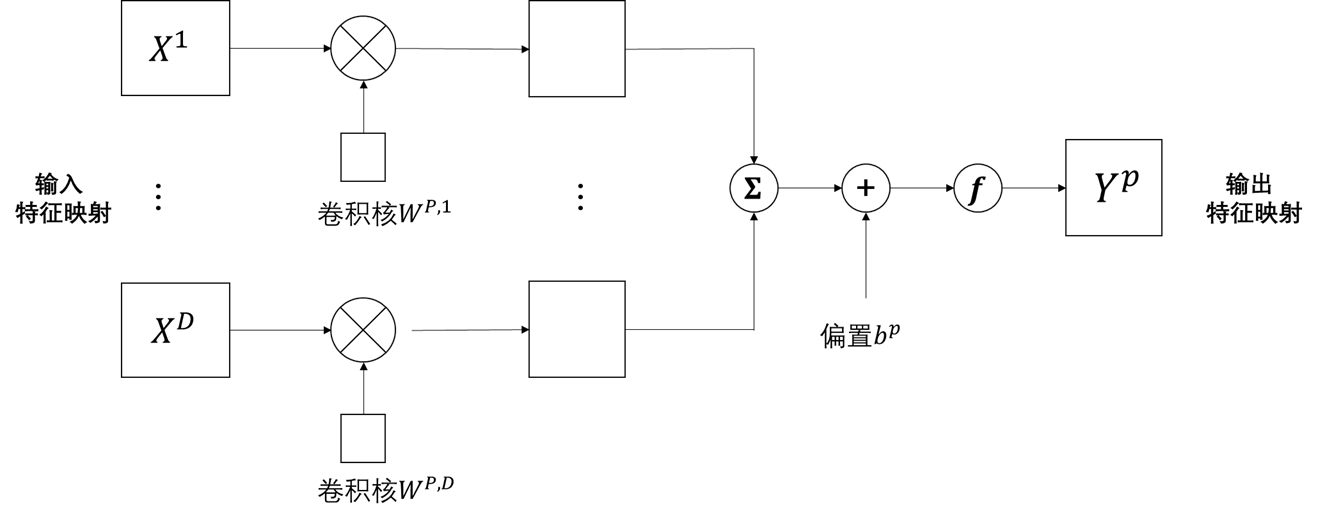 X^1
卷积核W^{P,1}
输入
特征映射
⋮
⋮
X^D
卷积核W^{P,D}
Σ
+
f
偏置b^p
Y^p
输出
特征映射